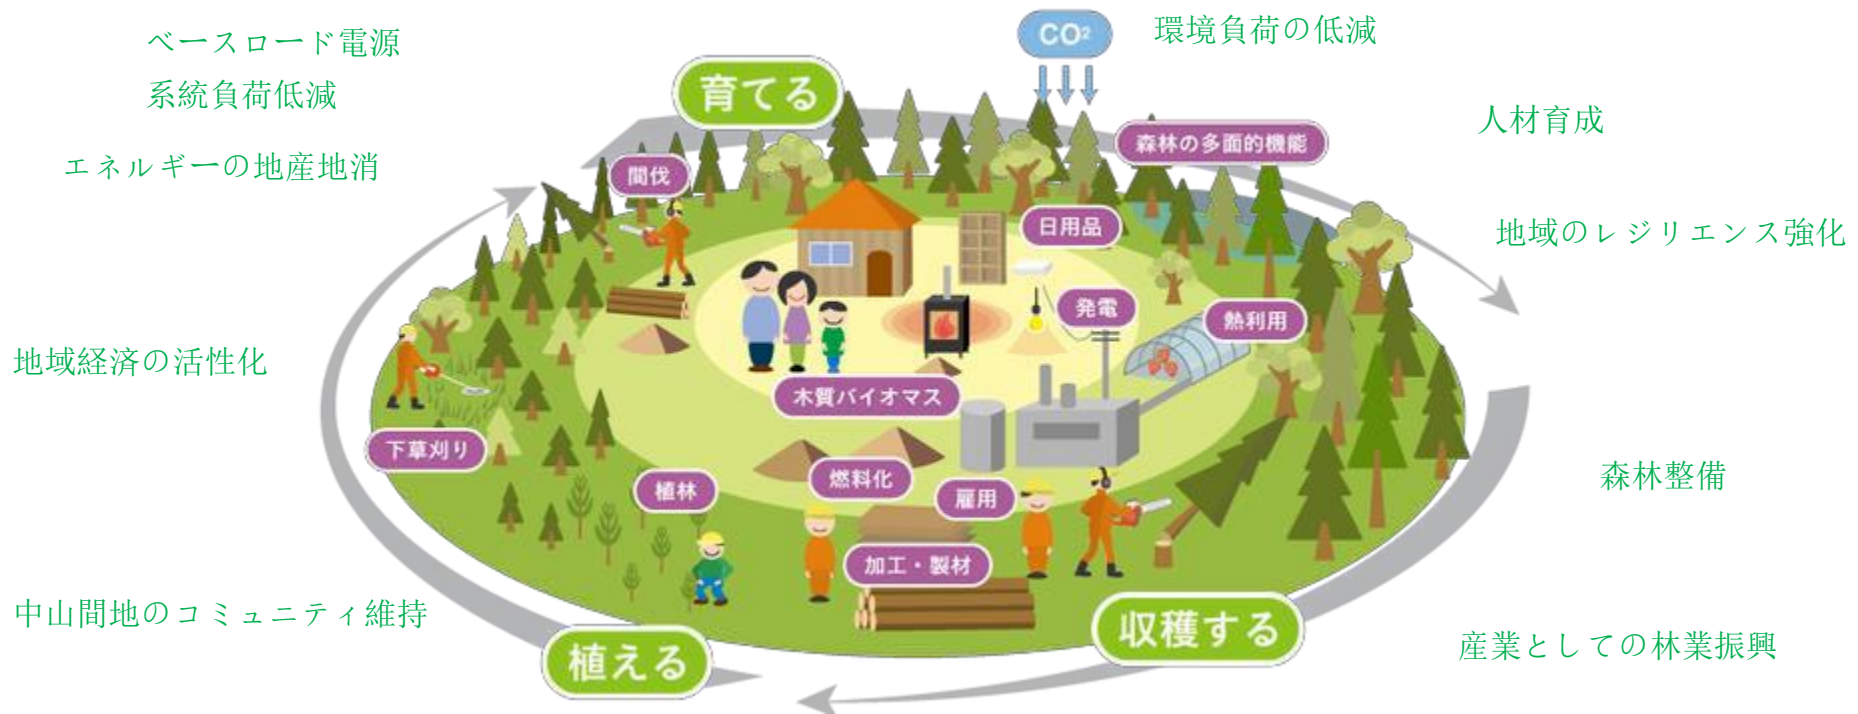 ベースロード電源
系統負荷低減
エネルギーの地産地消
地域経済の活性化
中山間地のコミュニティ維持
CO²
環境負荷の低減
人材育成
地域のレジリエンス強化
森林整備
産業としての林業振興
育てる
森林の多面的機能
間伐
日用品
発電
熱利用
木質バイオマス
下草刈り
植林
燃料化
雇用
加工・製材
収穫する
植える